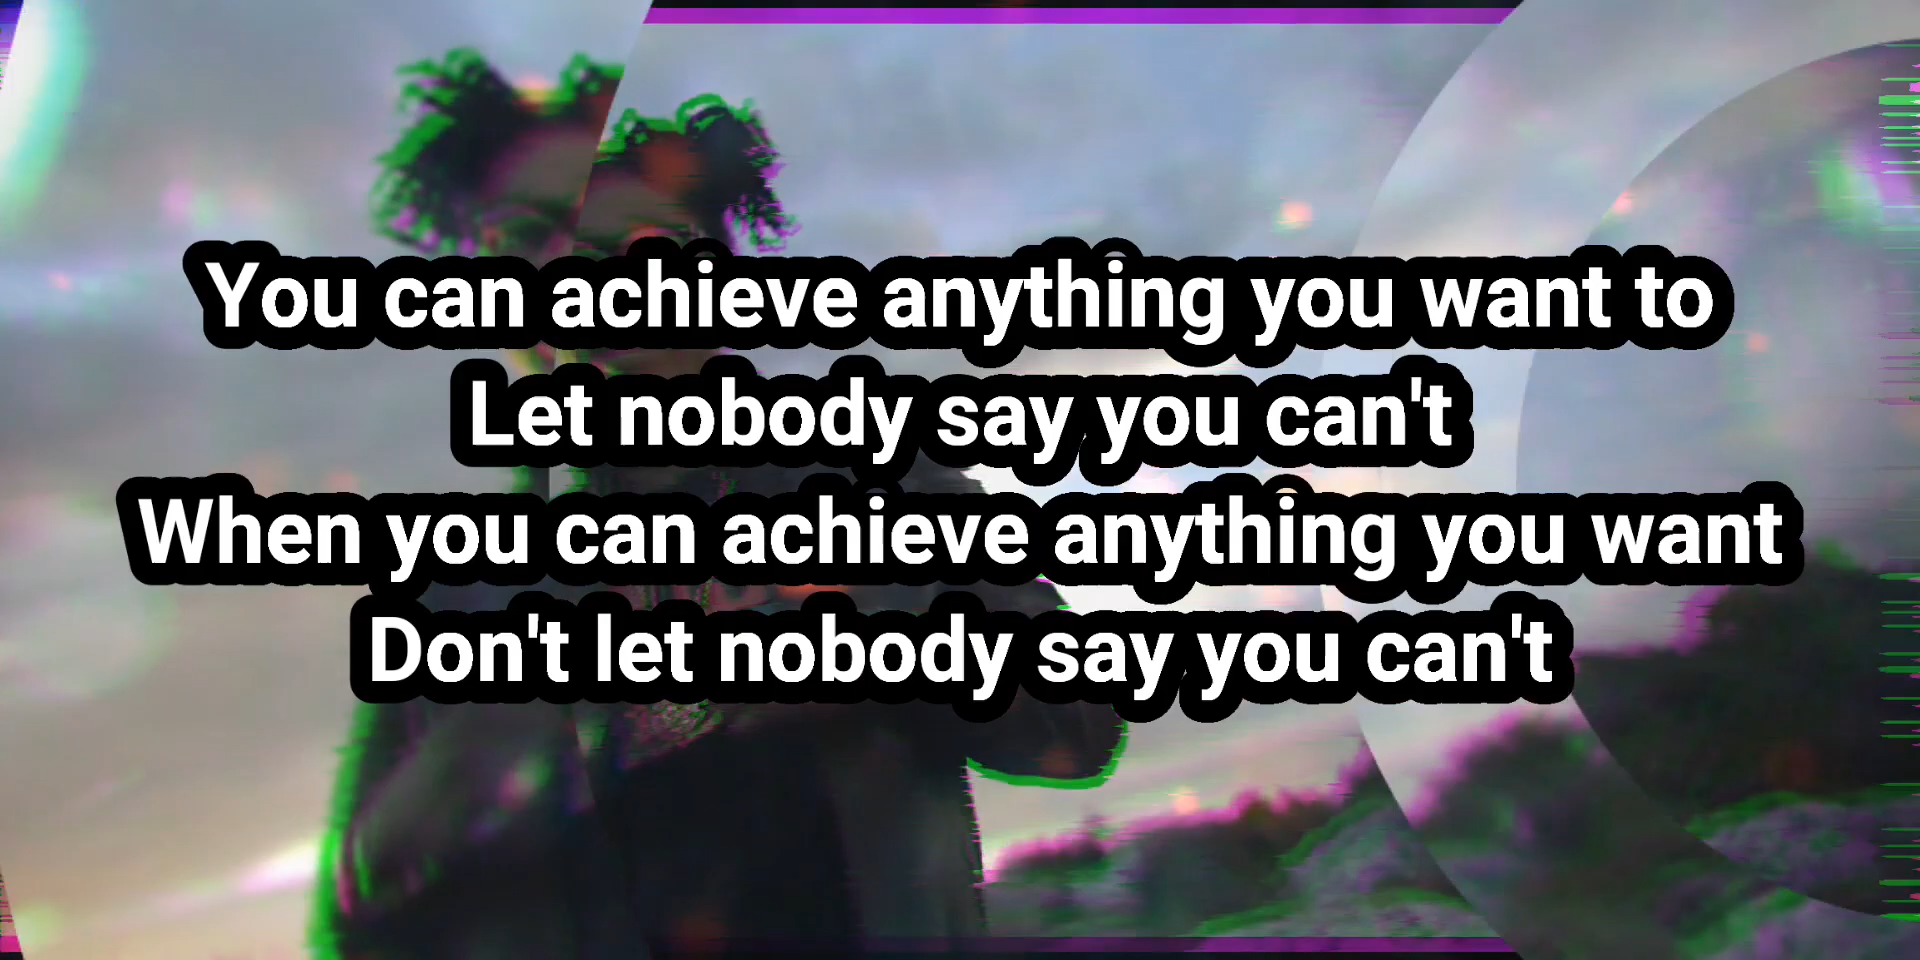 You can achieve anything you want to
Let nobody say you can't
When you can achieve anything you want
Don't let nobody say you can't